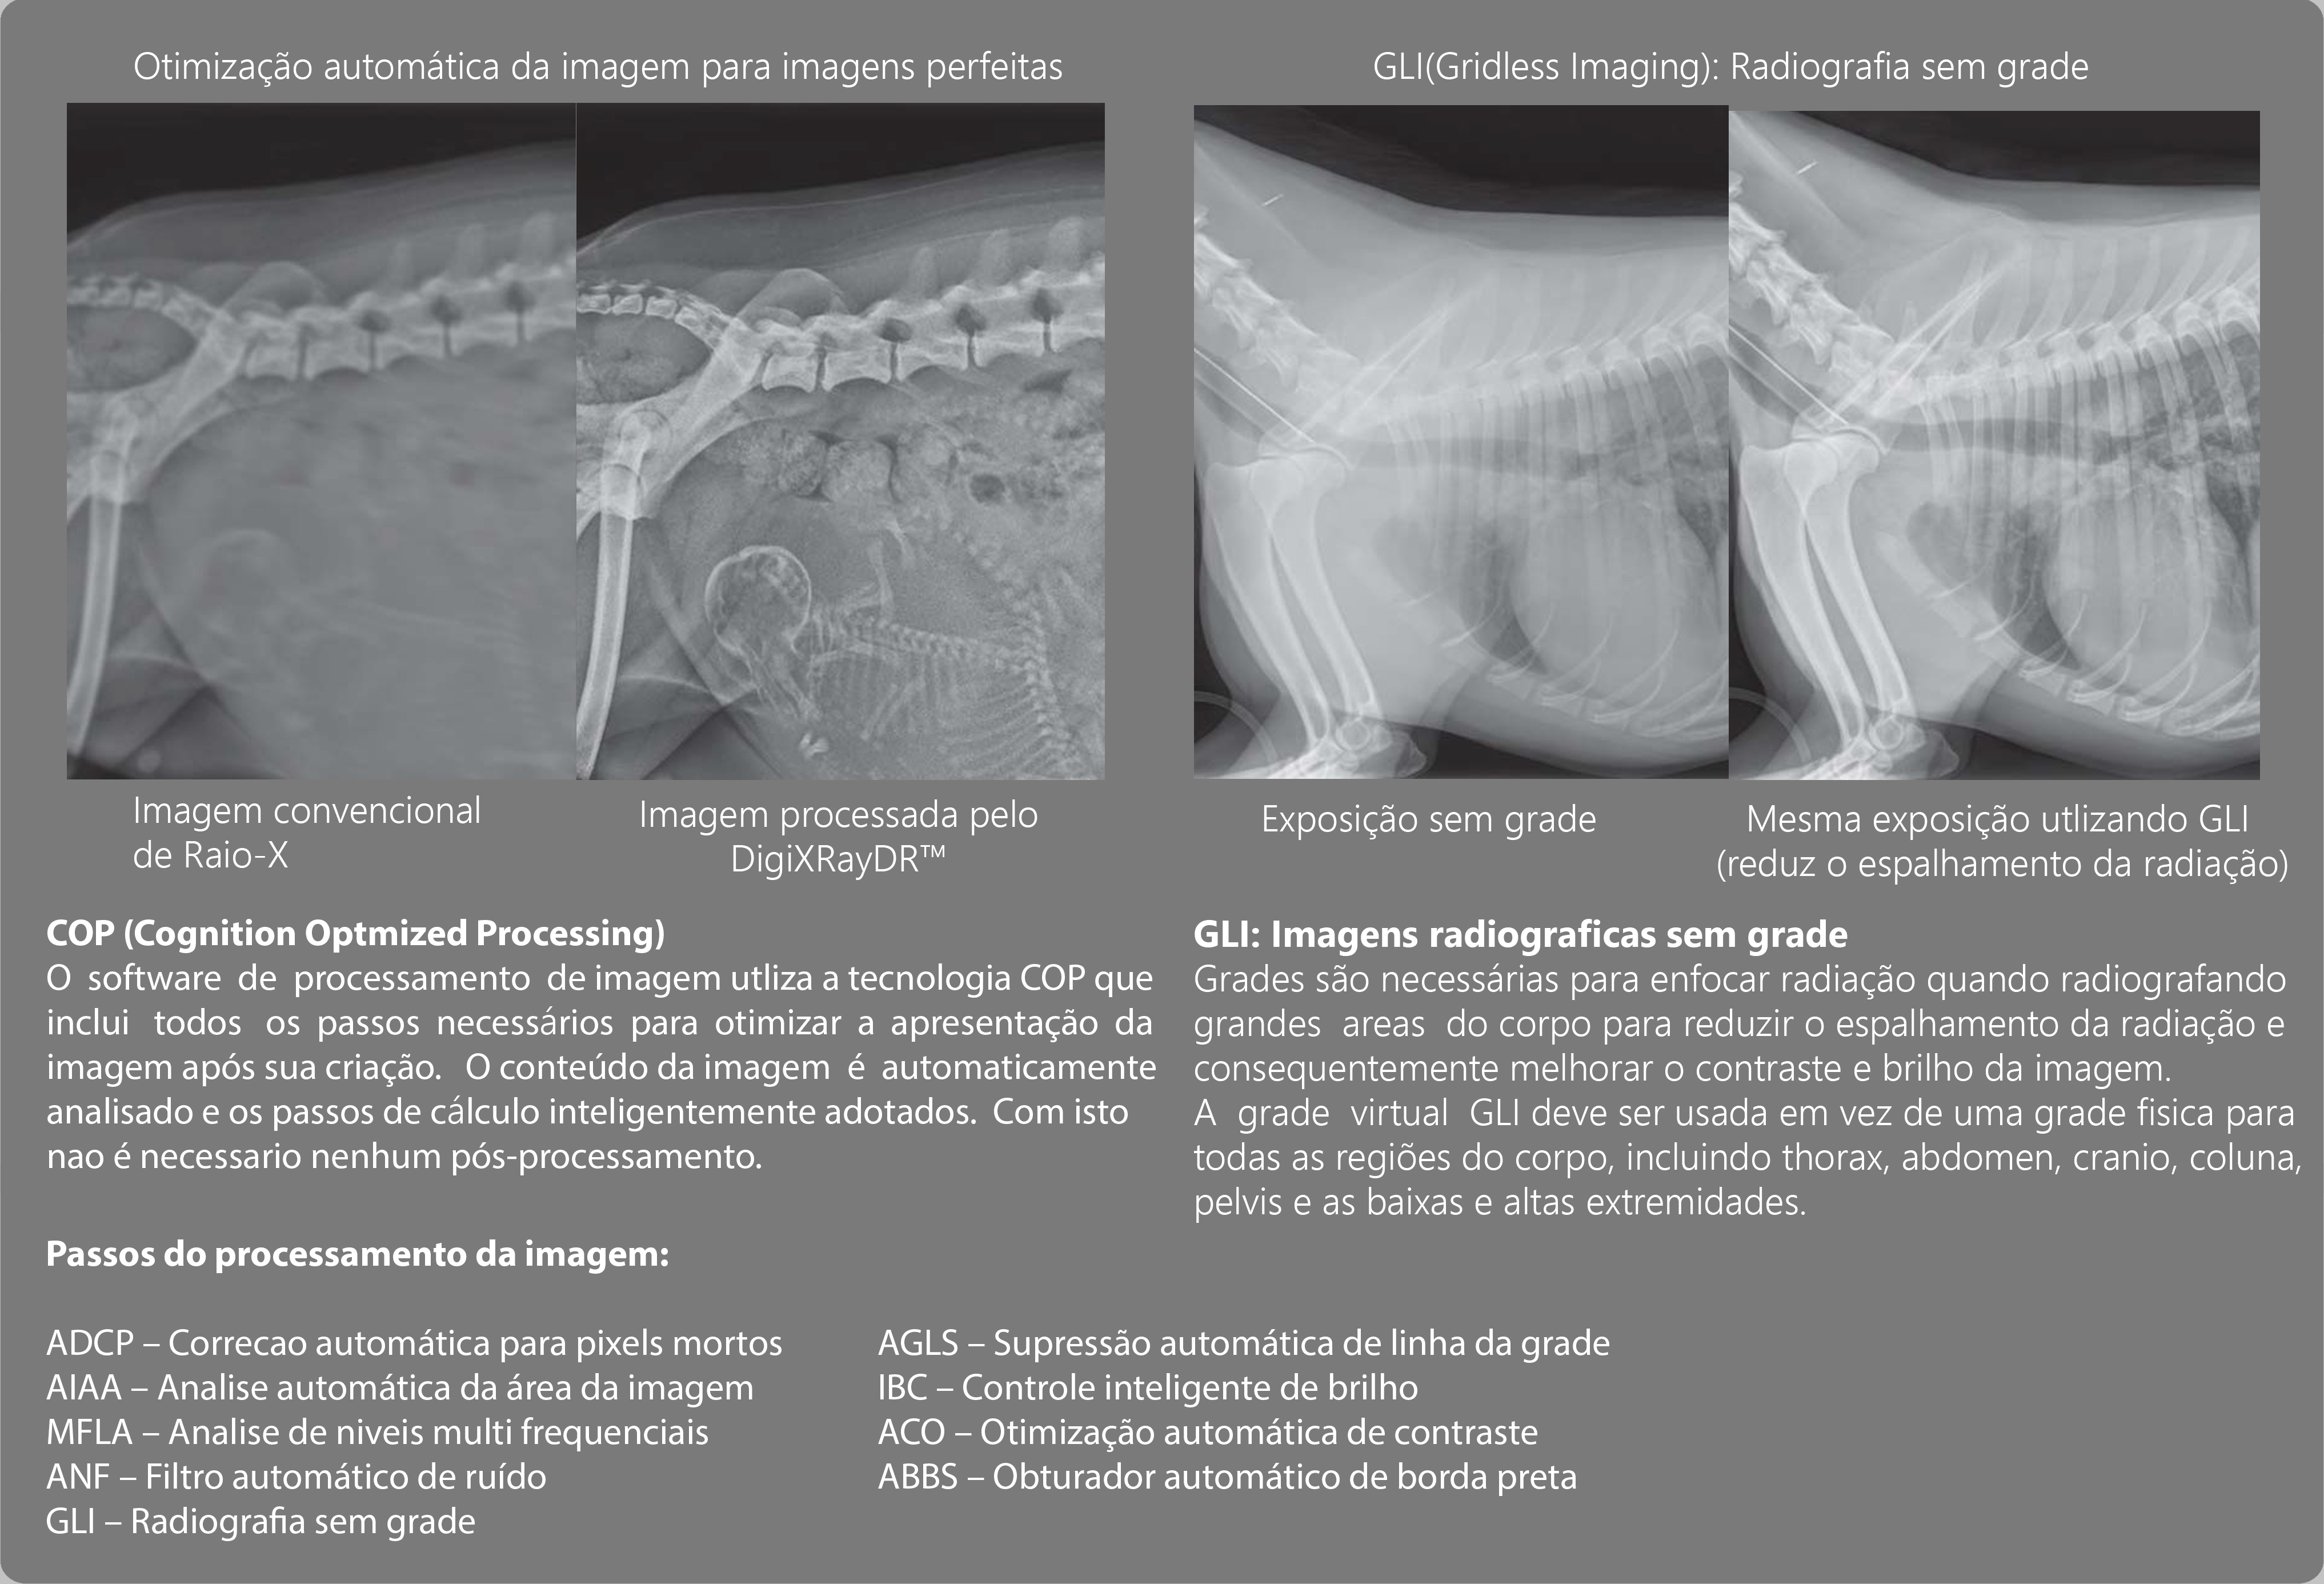 Otimização automática da imagem para imagens perfeitas
Imagem convencional
de Raio-X
Imagem processada pelo
DigiXRayDR™
GLI(Gridless Imaging): Radiografia sem grade
Exposição sem grade
Mesma exposição utlizando GLI
(reduz o espalhamento da radiação)
COP (Cognition Optmized Processing)
O software de processamento de imagem utliza a tecnologia COP que
inclui todos os passos necessários para otimizar a apresentação da
imagem após sua criação. O conteúdo da imagem é automaticamente
analisado e os passos de cálculo inteligentemente adotados. Com isto
nao é necessario nenhum pós-processamento.
GLI: Imagens radiograficas sem grade
Grades são necessárias para enfocar radiação quando radiografando
grandes areas do corpo para reduzir o espalhamento da radiação e
consequentemente melhorar o contraste e brilho da imagem.
A grade virtual GLI deve ser usada em vez de uma grade fisica para
todas as regiões do corpo, incluindo thorax, abdomen, cranio, coluna,
pelvis e as baixas e altas extremidades.
Passos do processamento da imagem:
ADCP – Correcao automática para pixels mortos
AIAA – Analise automática da área da imagem
MFLA – Analise de niveis multi frequenciais
ANF – Filtro automático de ruído
GLI – Radiografia sem grade
AGLS – Supressão automática de linha da grade
IBC – Controle inteligente de brilho
ACO – Otimização automática de contraste
ABBS – Obturador automático de borda preta